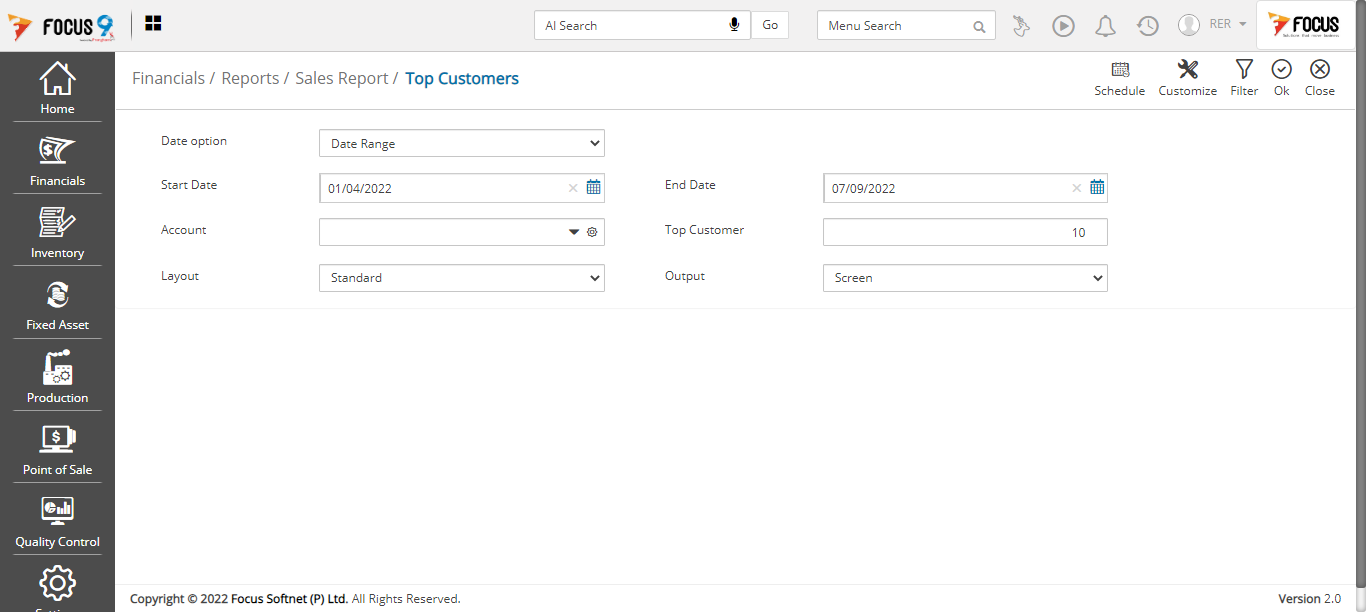 FOCUS 9
AI Search
Go
Menu Search
RER
FOCUS
Home
Financials
Inventory
Fixed Asset
Production
Point of Sale
Quality Control
Financials / Reports / Sales Report / Top Customers
Schedule
Customize
Filter
Ok
Close
Date option
Date Range
Start Date
01/04/2022
End Date
07/09/2022
Account
Top Customer
10
Layout
Standard
Output
Screen
Copyright © 2022 Focus Softnet (P) Ltd. All Rights Reserved.
Version 2.0